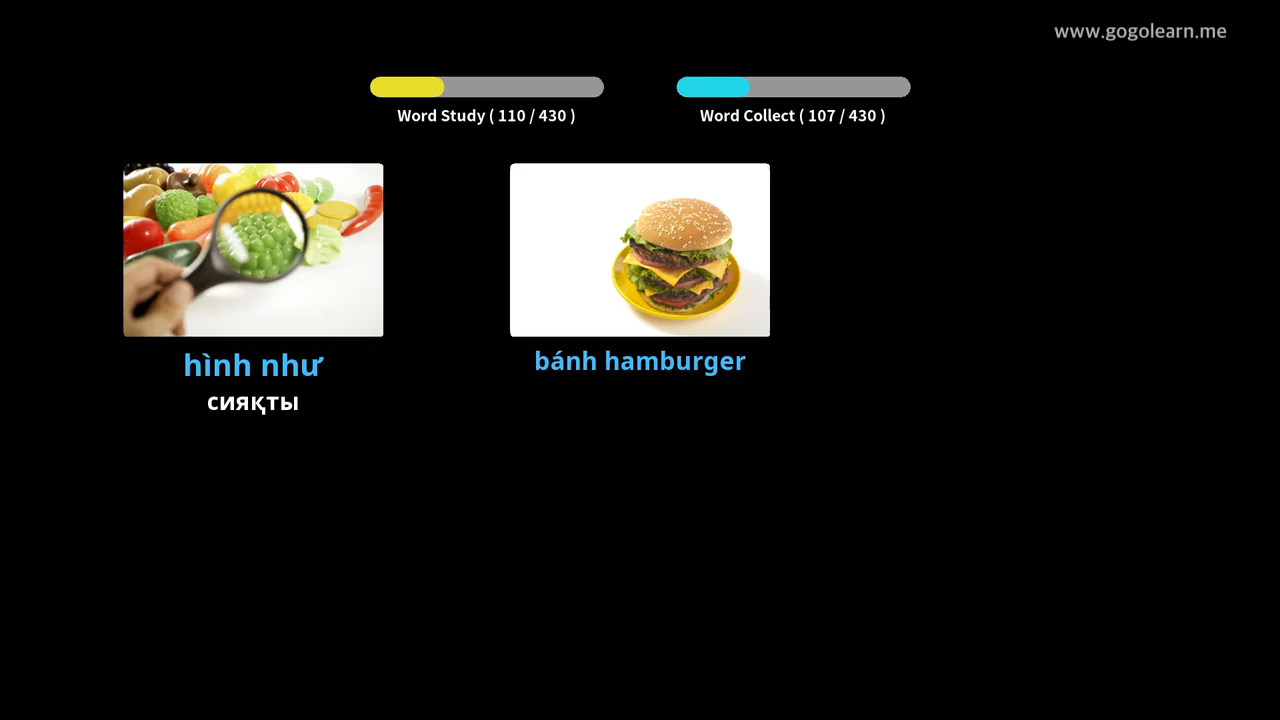 www.gogolearn.me
Word Study ( 110 / 430 )
Word Collect ( 107 / 430 )
hình như
сияқты
bánh hamburger